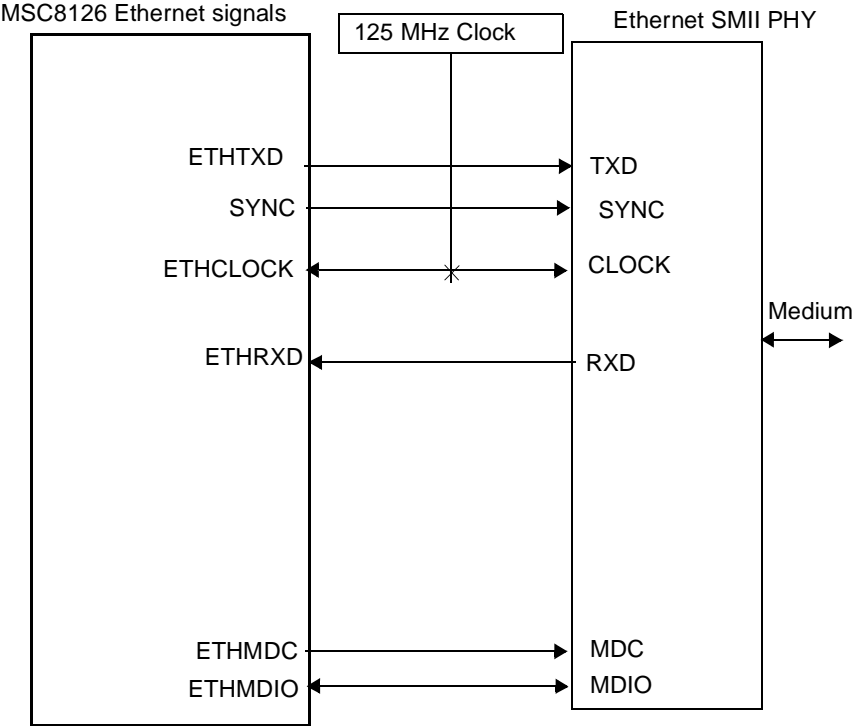 MSC8126 Ethernet signals
125 MHz Clock
Ethernet SMII PHY
ETHTXD
TXD
SYNC
SYNC
ETHCLOCK
CLOCK
Medium
ETHRXD
RXD
ETHMDC
MDC
ETHMDIO
MDIO